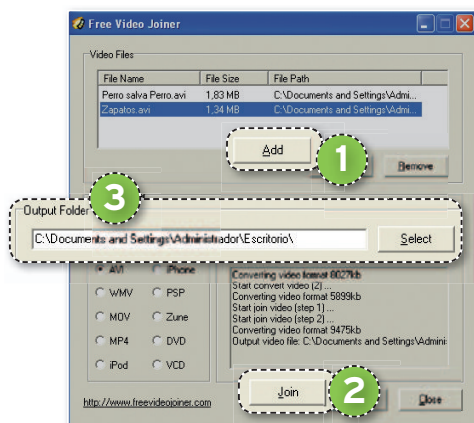 Free Video Joiner
Video Files
File Name File Size File Path
Perro salva Perro.avi 1,83 MB C:\Documents and Settings\Admi...
Zapatos.avi 1,34 MB C:\Documents and Settings\Admi...
Add
1
Remove
3
Output Folder
C:\Documents and Settings\Administrador\Escritorio\
Select
AVI iPhone
WMV PSP
MOV Zune
MP4 DVD
iPod VCD
Converting video format 8027kb
Start convert video (2) ...
Converting video format 5899kb
Start join video (step 1)
Start join video (step 2) ...
Converting video format 9475kb
Output video file: C:\Documents and Settings\Adminis
Join
2
Close
http://www.freevideojoiner.com